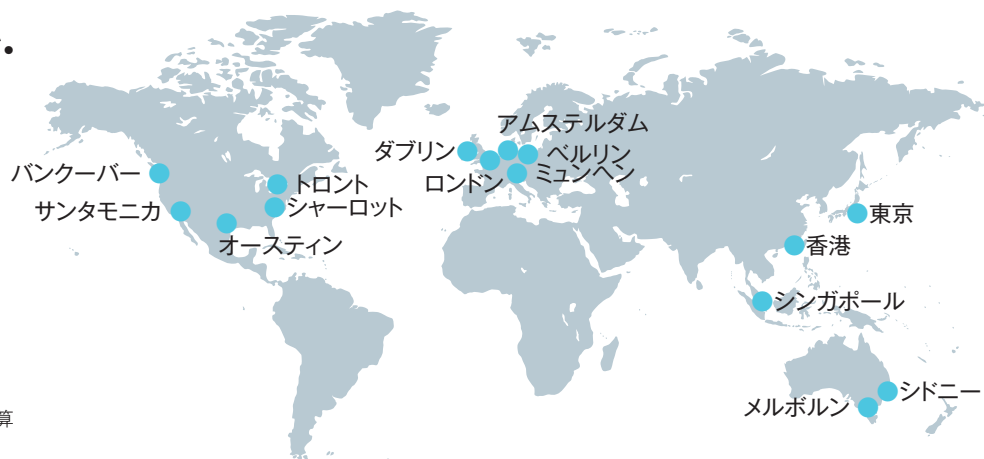 アムステルダム
ダブリン
ベルリン
ミュンヘン
ロンドン
バンクーバー
トロント
サンタモニカ
シャーロット
オースティン
東京
香港
シンガポール
シドニー
メルボルン
算